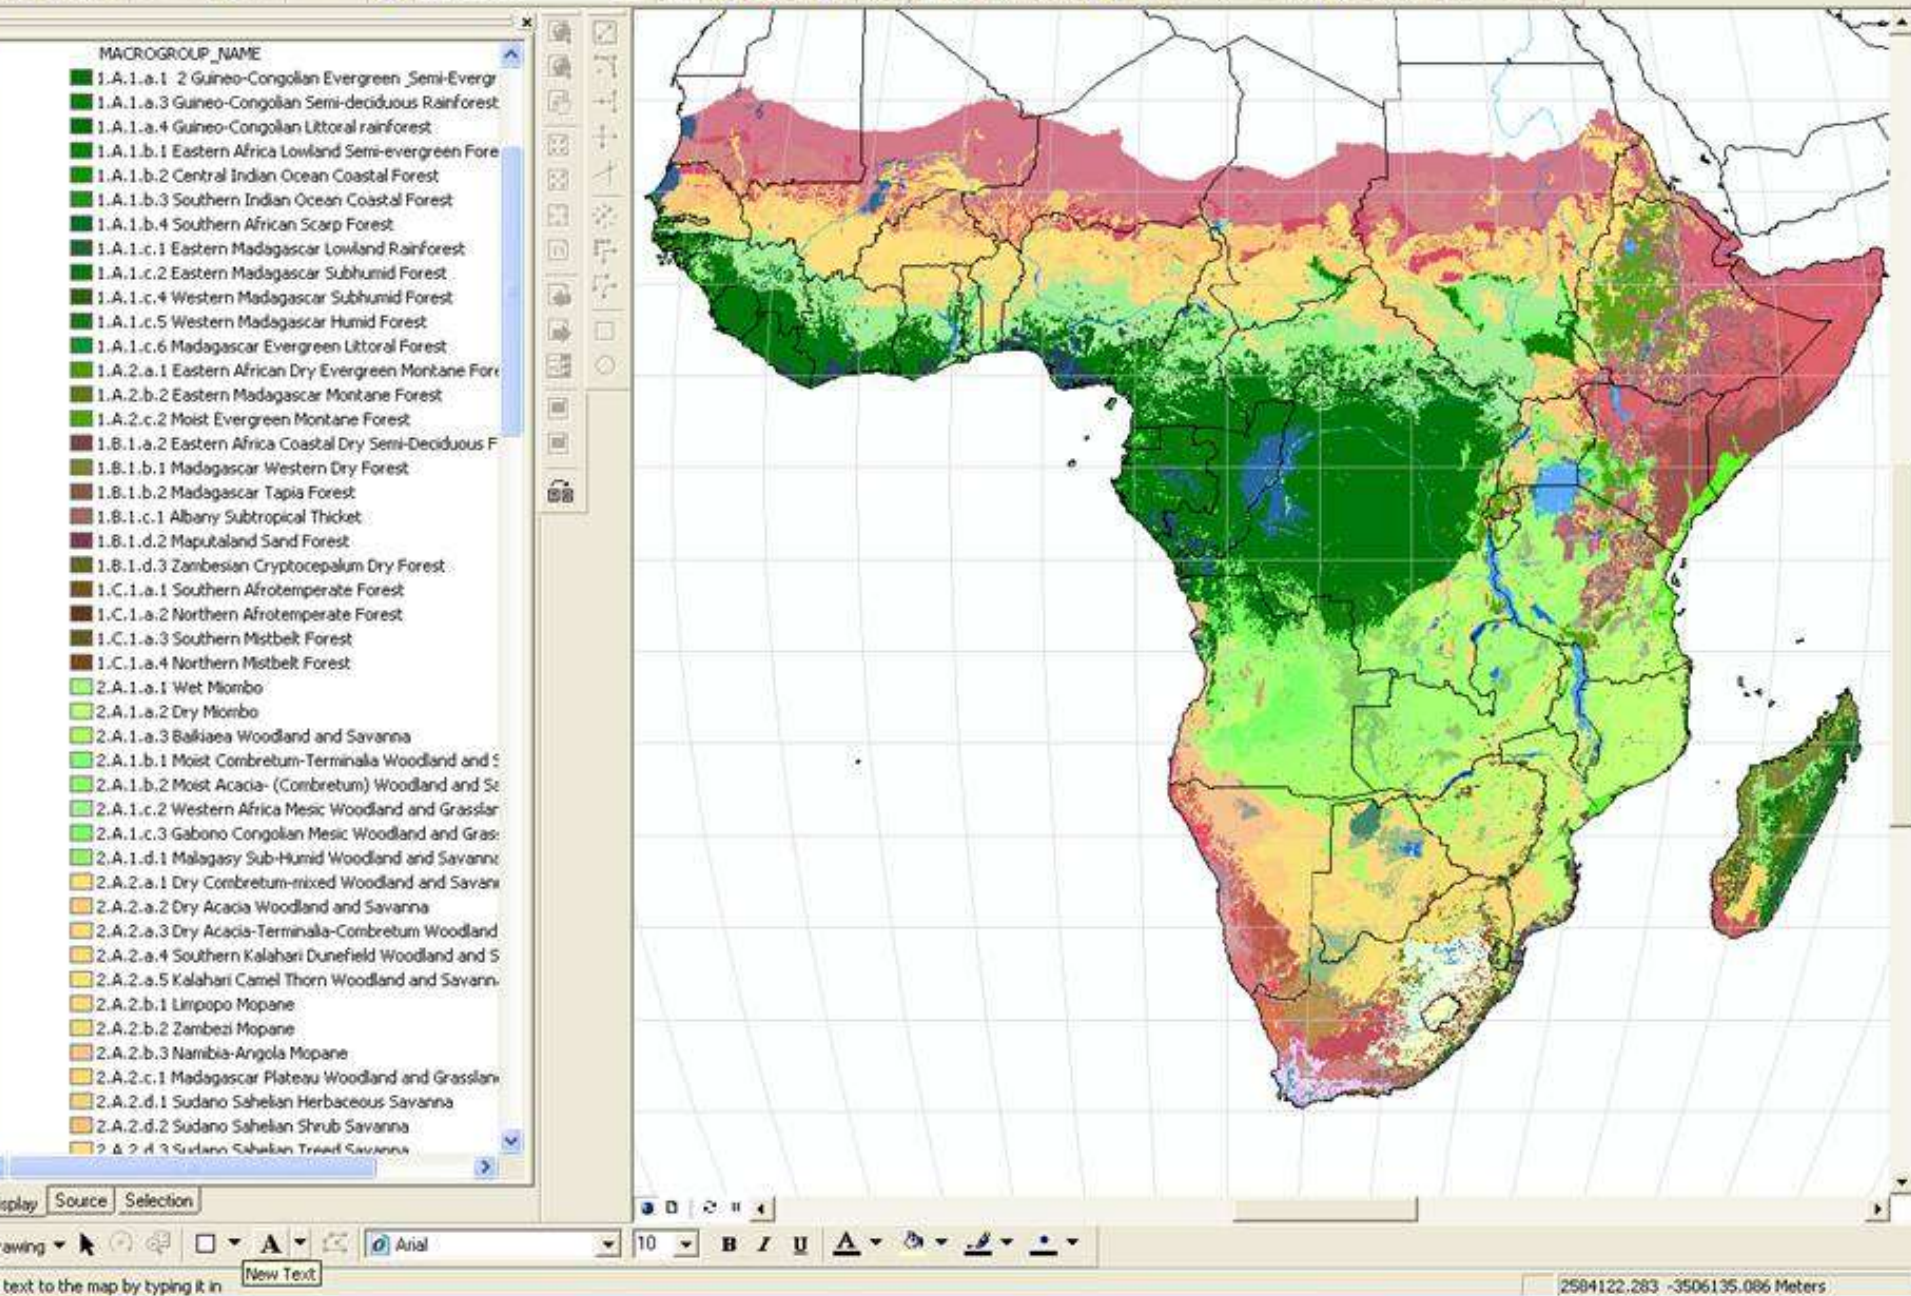 MACROGROUP_NAME
1.A.1.a.1 2 Guineo-Congolian Evergreen _Semi-Evergr
1.A.1.a.3 Guineo-Congolian Semi-deciduous Rainforest
1.A.1.a.4 Guineo-Congolian Littoral rainforest
1.A.1.b.1 Eastern Africa Lowland Semi-evergreen Fore
1.A.1.b.2 Central Indian Ocean Coastal Forest
1.A.1.b.3 Southern Indian Ocean Coastal Forest
1.A.1.b.4 Southern African Scarp Forest
1.A.1.c.1 Eastern Madagascar Lowland Rainforest
1.A.1.c.2 Eastern Madagascar Subhumid Forest
1.A.1.c.4 Western Madagascar Subhumid Forest
1.A.1.c.5 Western Madagascar Humid Forest
1.A.1.c.6 Madagascar Evergreen Littoral Forest
1.A.2.a.1 Eastern African Dry Evergreen Montane Fore
1.A.2.b.2 Eastern Madagascar Montane Forest
1.A.2.c.2 Moist Evergreen Montane Forest
1.B.1.a.2 Eastern Africa Coastal Dry Semi-Deciduous F
1.B.1.b.1 Madagascar Western Dry Forest
1.B.1.b.2 Madagascar Tapia Forest
1.B.1.c.1 Albany Subtropical Thicket
1.B.1.d.2 Maputaland Sand Forest
1.B.1.d.3 Zambesian Cryptocepalum Dry Forest
1.C.1.a.1 Southern Afrotemperate Forest
1.C.1.a.2 Northern Afrotemperate Forest
1.C.1.a.3 Southern Mistbelt Forest
1.C.1.a.4 Northern Mistbelt Forest
2.A.1.a.1 Wet Miombo
2.A.1.a.2 Dry Miombo
2.A.1.a.3 Baikiaea Woodland and Savanna
2.A.1.b.1 Moist Combretum-Terminalia Woodland and S
2.A.1.b.2 Moist Acacia- (Combretum) Woodland and Sa
2.A.1.c.2 Western Africa Mesic Woodland and Grasslar
2.A.1.c.3 Gabono Congolian Mesic Woodland and Gras
2.A.1.d.1 Malagasy Sub-Humid Woodland and Savanna
2.A.2.a.1 Dry Combretum-mixed Woodland and Savan
2.A.2.a.2 Dry Acacia Woodland and Savanna
2.A.2.a.3 Dry Acacia-Terminalia-Combretum Woodland
2.A.2.a.4 Southern Kalahari Dunefield Woodland and S
2.A.2.a.5 Kalahari Camel Thorn Woodland and Savann
2.A.2.b.1 Limpopo Mopane
2.A.2.b.2 Zambezi Mopane
2.A.2.b.3 Namibia-Angola Mopane
2.A.2.c.1 Madagascar Plateau Woodland and Grasslan
2.A.2.d.1 Sudano Sahelian Herbaceous Savanna
2.A.2.d.2 Sudano Sahelian Shrub Savanna
2.A.2.d.3 Sudano Sahelian Treed Savanna
splay Source Selection
awing A Arial 10 B I U A
New Text
text to the map by typing it in
2584122.283 -3506135.086 Meters